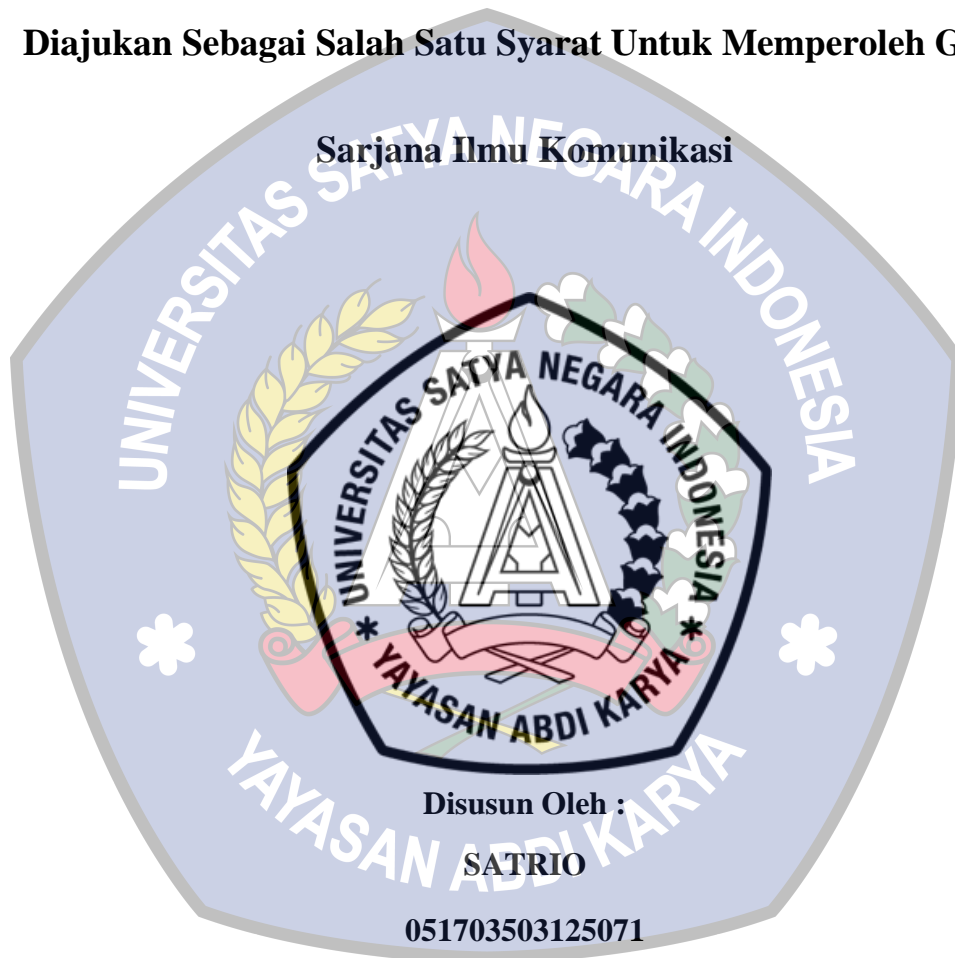 Diajukan Sebagai Salah Satu Syarat Untuk Memperoleh G
Sarjana Ilmu Komunikasi
UNIVERSITAS SATYA NEGARA INDONESIA
UNIVERSITAS SATYA NEGARA INDONESIA
YAYASAN ABDI KARYA
Disusun Oleh :
YAYASAN ABDI KARYA
SATRIO
051703503125071